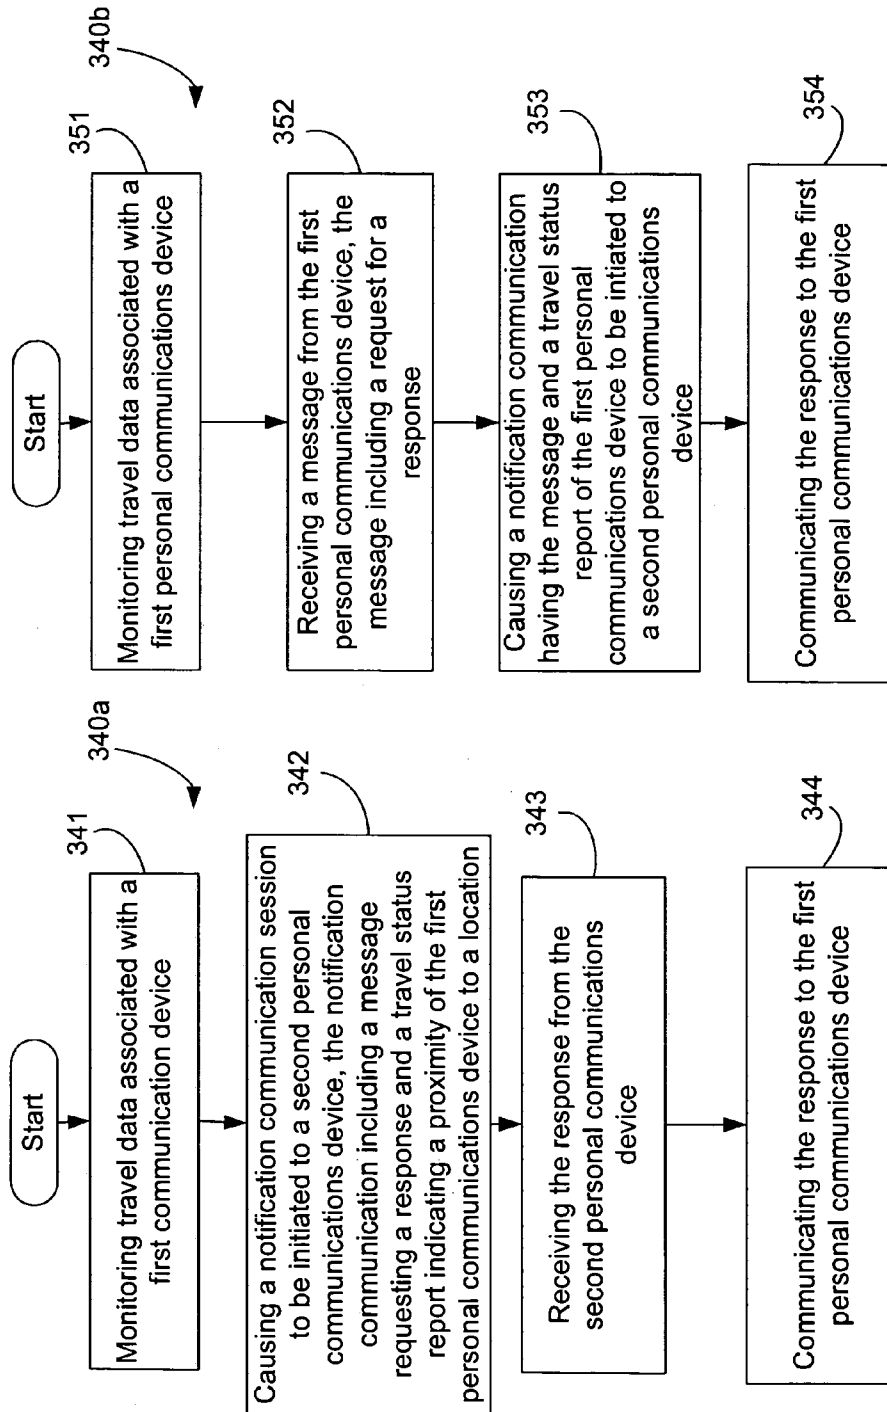 Start
340a
341
Monitoring travel data associated with a
first communication device
342
Causing a notification communication session
to be initiated to a second personal
communications device, the notification
communication including a message
requesting a response and a travel status
report indicating a proximity of the first
personal communications device to a location
343
Receiving the response from the
second personal communications
device
344
Communicating the response to the first
personal communications device
Start
340b
351
Monitoring travel data associated with a
first personal communications device
352
Receiving a message from the first
personal communications device, the
message including a request for a
response
353
Causing a notification communication
having the message and a travel status
report of the first personal
communications device to be intiated to
a second personal communications
device
354
Communicating the response to the first
personal communications device